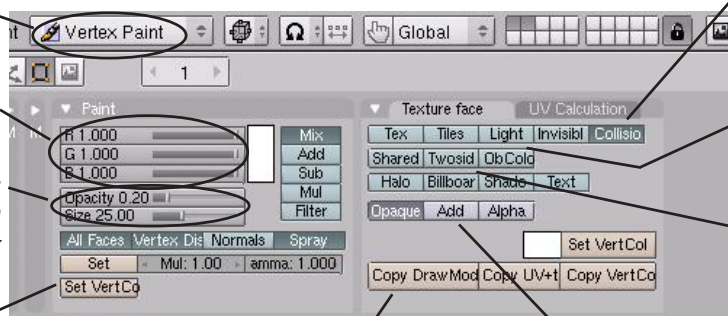 nt Vertex Paint Global
1
Paint Texture face UV Calculation
M M R 1.000 Mix Tex Tiles Light Invisibl Collisio
G 1.000 Add Shared Twosid ObColo
B 1.000 Sub Halo Billboar Shado Text
Opacity 0.20 Mul Opaque Add Alpha
Size 25.00 Filter
All Faces Vertex Dis Normals Spray Set VertCol
Set Mul: 1.00 amma: 1.000 Copy DrawMod Copy UV+t Copy VertCo
Set VertCo